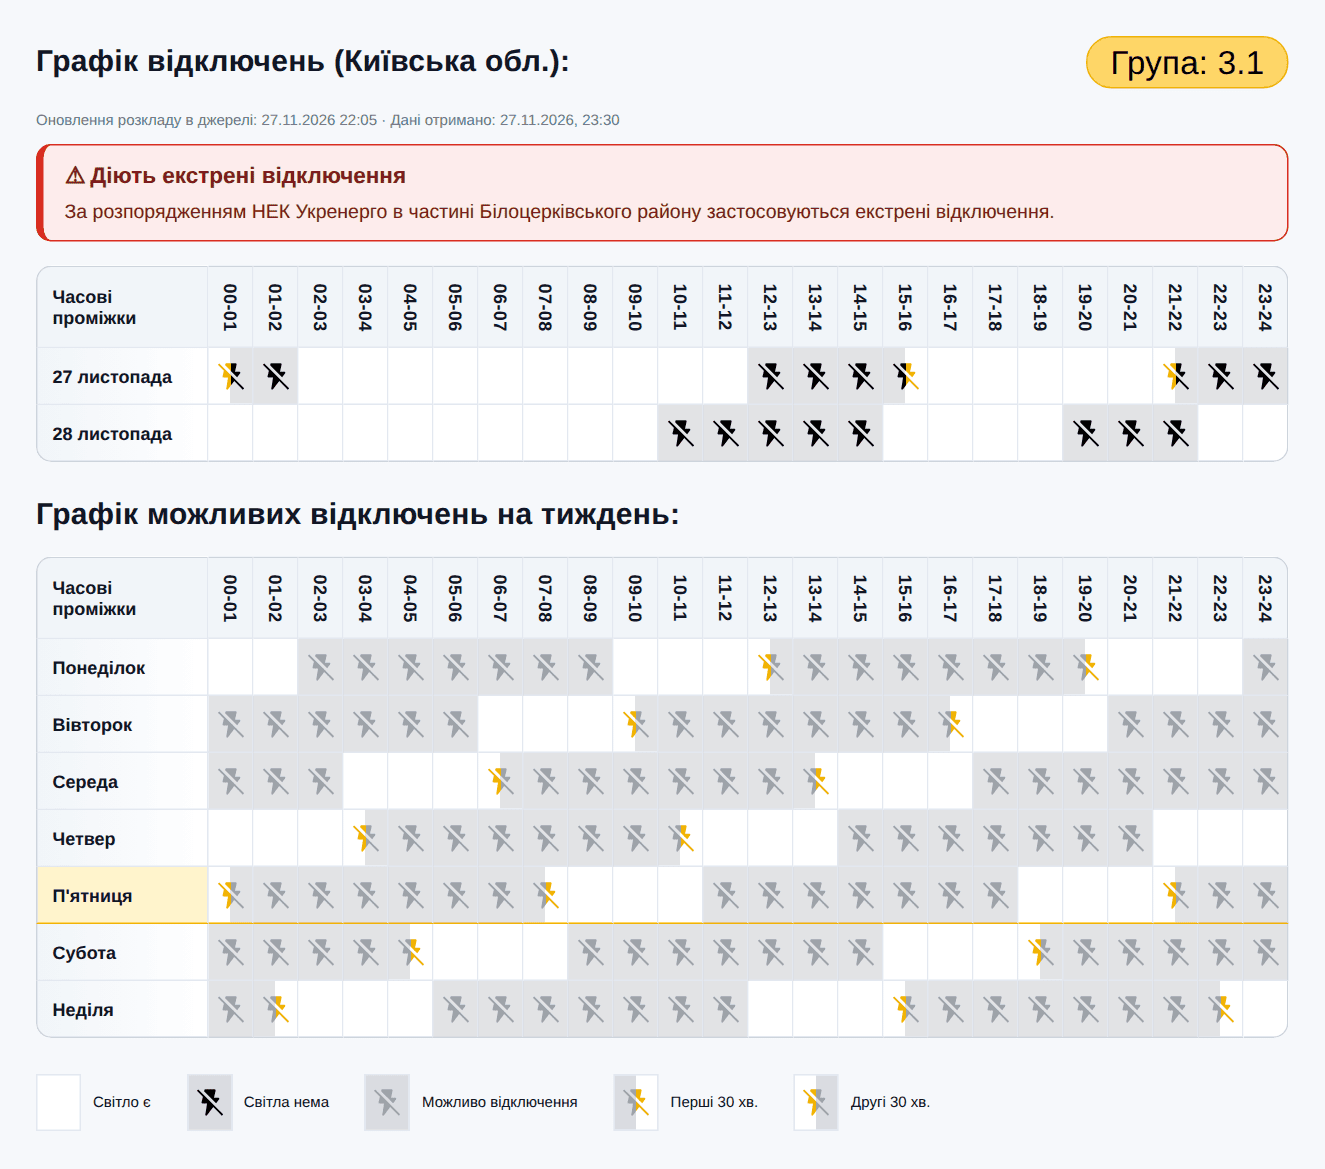 Графік відключень (Київська обл.):
Група: 3.1
Оновлення розкладу в джерелі: 27.11.2026 22:05 · Дані отримано: 27.11.2026, 23:30
⚠ Діють екстрені відключення
За розпорядженням НЕК Укренерго в частині Білоцерківського району застосовуються екстрені відключення.
Часові проміжки 00-01 01-02 02-03 03-04 04-05 05-06 06-07 07-08 08-09 09-10 10-11 11-12 12-13 13-14 14-15 15-16 16-17 17-18 18-19 19-20 20-21 21-22 22-23 23-24
27 листопада
28 листопада
Графік можливих відключень на тиждень:
Часові проміжки 00-01 01-02 02-03 03-04 04-05 05-06 06-07 07-08 08-09 09-10 10-11 11-12 12-13 13-14 14-15 15-16 16-17 17-18 18-19 19-20 20-21 21-22 22-23 23-24
Понеділок
Вівторок
Середа
Четвер
П'ятниця
Субота
Неділя
Світло є Світла нема Можливо відключення Перші 30 хв. Другі 30 хв.